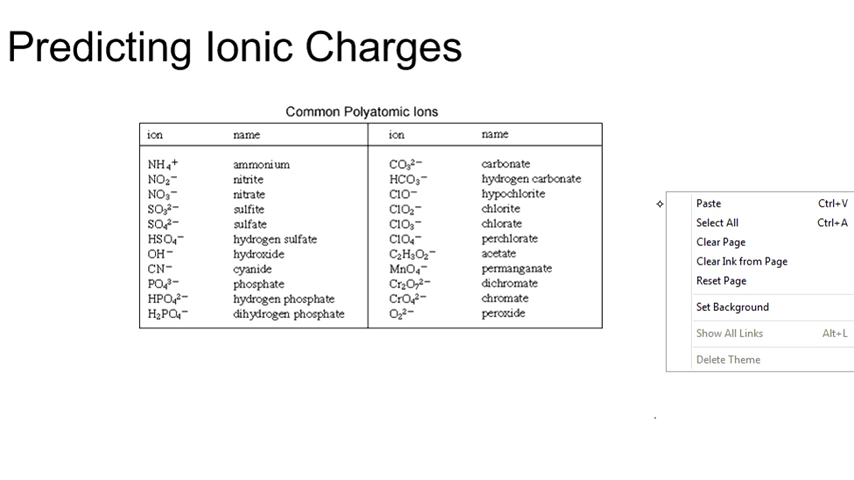 Predicting Ionic Charges
Common Polyatomic Ions
ion name ion name
NH₄⁺ ammonium CO₃²⁻ carbonate
NO₂⁻ nitrite HCO₃⁻ hydrogen carbonate
NO₃⁻ nitrate ClO⁻ hypochlorite
SO₃²⁻ sulfite ClO₂⁻ chlorite
SO₄²⁻ sulfate ClO₃⁻ chlorate
HSO₄⁻ hydrogen sulfate ClO₄⁻ perchlorate
OH⁻ hydroxide C₂H₃O₂⁻ acetate
CN⁻ cyanide MnO₄⁻ permanganate
PO₄³⁻ phosphate Cr₂O₇²⁻ dichromate
HPO₄²⁻ hydrogen phosphate CrO₄²⁻ chromate
H₂PO₄⁻ dihydrogen phosphate O₂²⁻ peroxide
Paste Ctrl+V
Select All Ctrl+A
Clear Page
Clear Ink from Page
Reset Page
Set Background
Show All Links Alt+L
Delete Theme